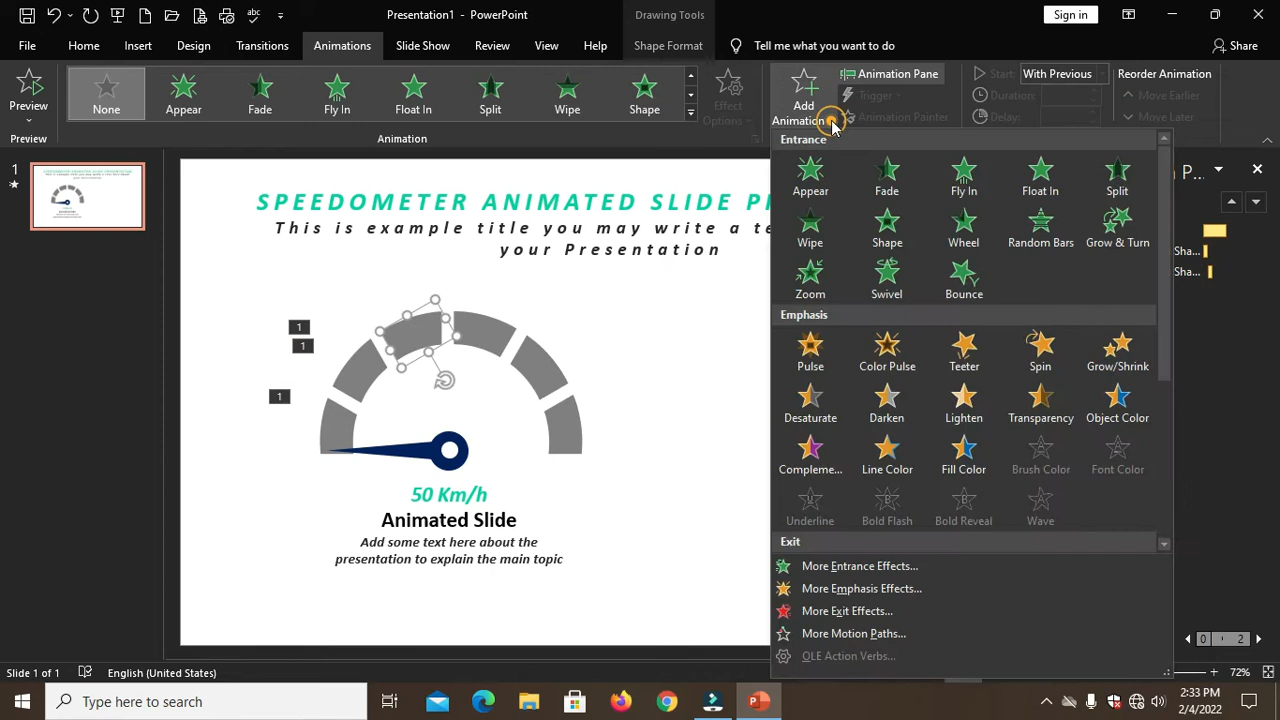 Presentation1 - PowerPoint
Drawing Tools
Sign in
File
Home
Insert
Design
Transitions
Animations
Slide Show
Review
View
Help
Shape Format
Tell me what you want to do
Share
Preview
None
Appear
Fade
Fly In
Float In
Split
Wipe
Shape
Effect
Options
Add
Animation
Animation Pane
Trigger
Animation Painter
Start:
With Previous
Duration:
Delay:
Reorder Animation
Move Earlier
Move Later
Preview
Animation
Entrance
Appear
Fade
Fly In
Float In
Split
Wipe
Shape
Wheel
Random Bars
Grow & Turn
Zoom
Swivel
Bounce
Emphasis
Pulse
Color Pulse
Teeter
Spin
Grow/Shrink
Desaturate
Darken
Lighten
Transparency
Object Color
Compleme...
Line Color
Fill Color
Brush Color
Font Color
Underline
Bold Flash
Bold Reveal
Wave
Exit
More Entrance Effects...
More Emphasis Effects...
More Exit Effects...
More Motion Paths...
OLE Action Verbs...
P...
Sha...
Sha...
0
2
1
SPEEDOMETER ANIMATED SLIDE
This is example title you may write a
your Presentation
1
1
1
50 Km/h
Animated Slide
Add some text here about the
presentation to explain the main topic
Slide 1 of 1
English (United States)
72%
Type here to search
2:33 PM
2/4/2022